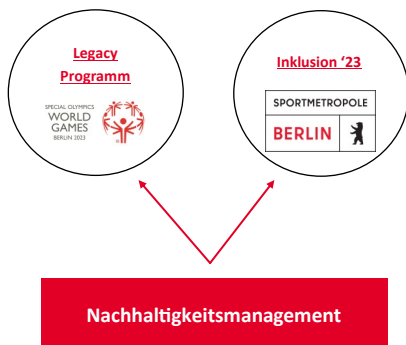 Legacy
Programm
SPECIAL OLYMPICS
WORLD
GAMES
BERLIN 2023
Inklusion ‘23
SPORTMETROPOLE
BERLIN
Nachhaltigkeitsmanagement